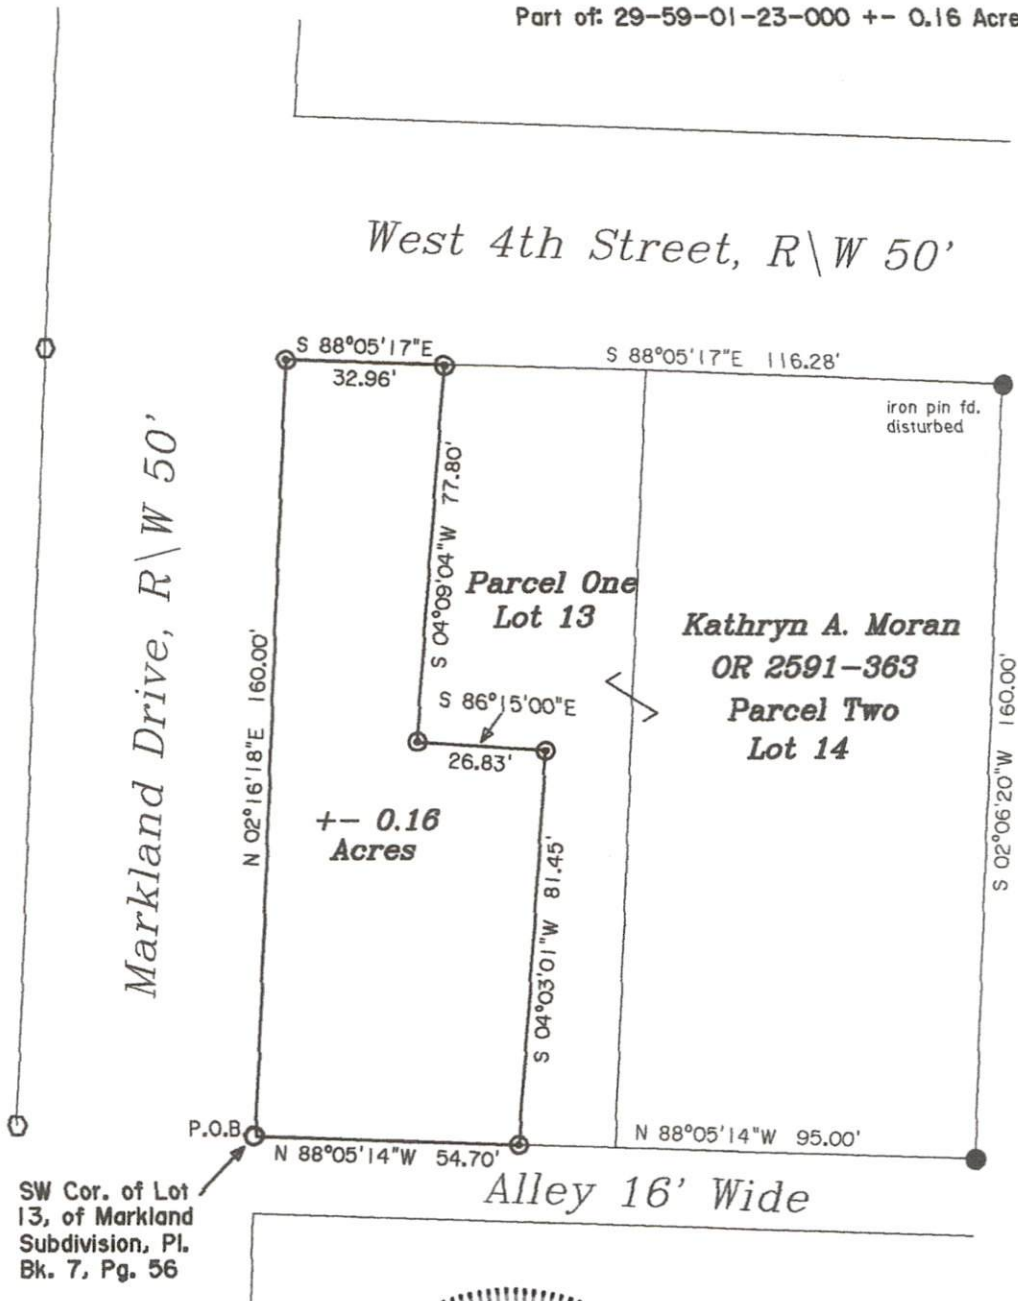 Part of: 29-59-01-23-000 +- 0.16 Acre
West 4th Street, R\W 50'
S 88°05'17"E
32.96'
S 88°05'17"E 116.28'
iron pin fd.
disturbed
Markland Drive, R\W 50'
N 02°16'18"E 160.00'
S 04°09'04"W 77.80'
Parcel One
Lot 13
Kathryn A. Moran
OR 2591-363
Parcel Two
Lot 14
S 86°15'00"E
26.83'
+- 0.16
Acres
S 04°03'01"W 81.45'
S 02°06'20"W 160.00'
P.O.B
N 88°05'14"W 54.70'
N 88°05'14"W 95.00'
Alley 16' Wide
SW Cor. of Lot
13, of Markland
Subdivision, Pl.
Bk. 7, Pg. 56